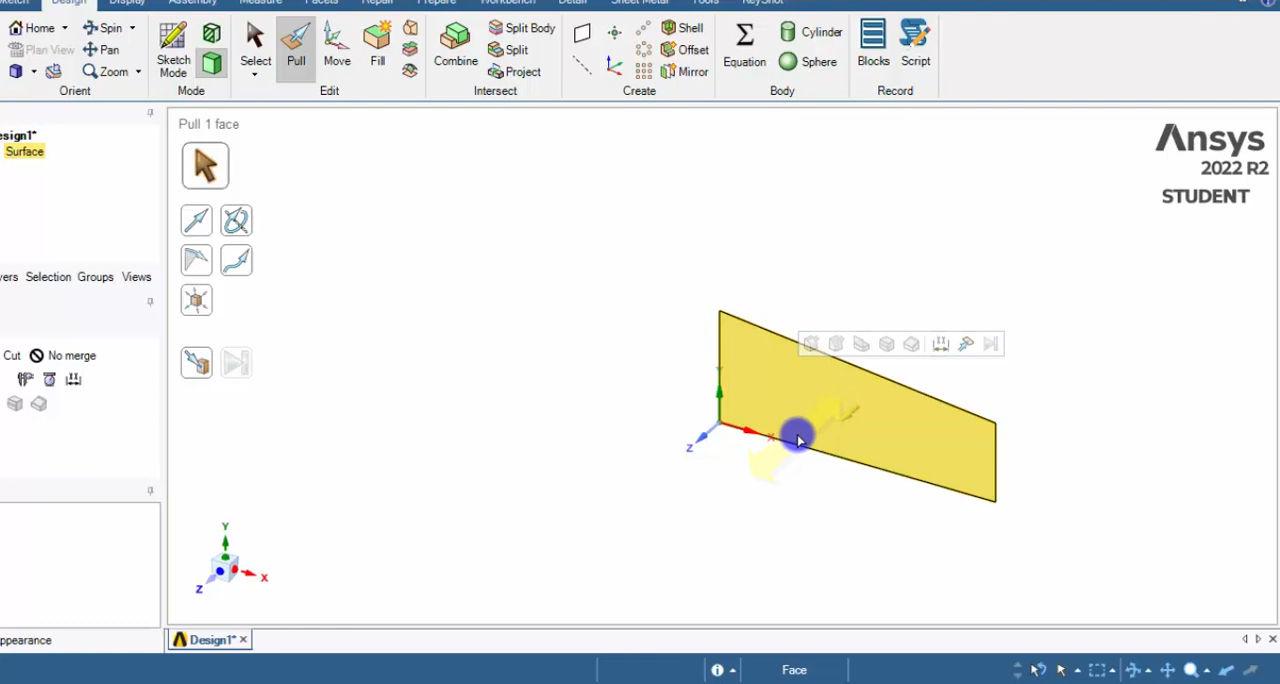 Sketch Design Display Assembly Measure Facets Repair Prepare Workbench Detail Sheet Metal Tools KeyShot
Home Spin
Plan View Pan
Zoom
Orient
Sketch Mode
Mode
Select Pull Move Fill
Edit
Combine
Split Body
Split
Project
Intersect
Shell
Offset
Mirror
Create
Equation
Cylinder
Sphere
Body
Blocks Script
Record
esign1*
Surface
yers Selection Groups Views
Cut No merge
ppearance
Pull 1 face
Ansys
2022 R2
STUDENT
Y
X
Z
Y
X
Z
Design1*
Face